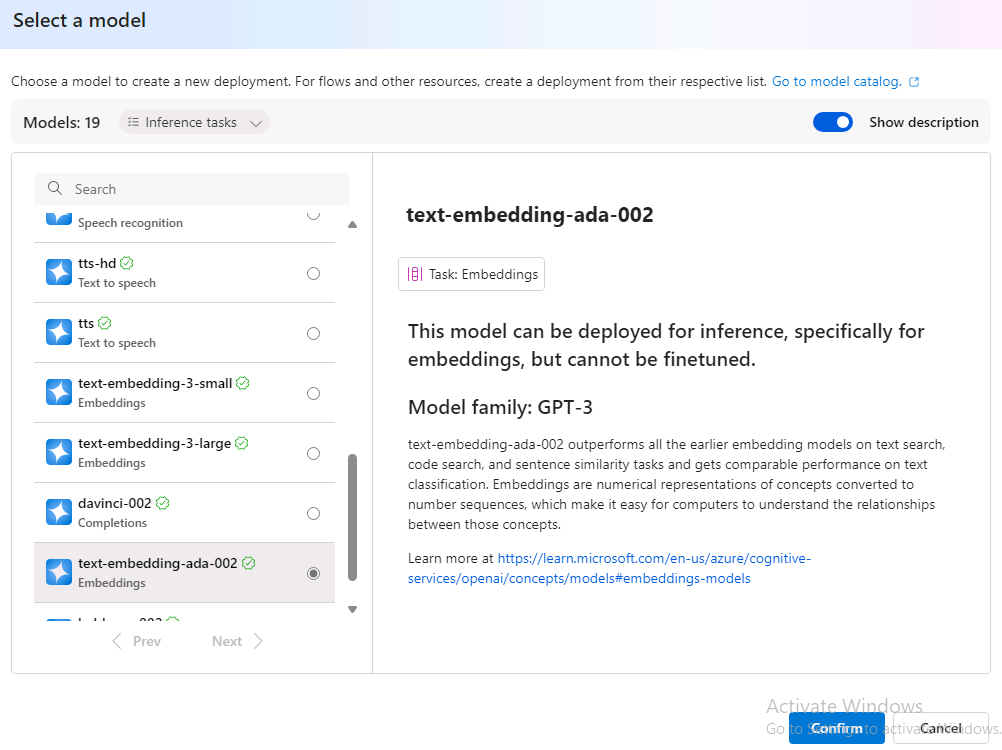 Select a model
Choose a model to create a new deployment. For flows and other resources, create a deployment from their respective list. Go to model catalog.
Models: 19
Inference tasks
Show description
Search
Speech recognition
tts-hd
Text to speech
tts
Text to speech
text-embedding-3-small
Embeddings
text-embedding-3-large
Embeddings
davinci-002
Completions
text-embedding-ada-002
Embeddings
Prev
Next
text-embedding-ada-002
Task: Embeddings
This model can be deployed for inference, specifically for
embeddings, but cannot be finetuned.
Model family: GPT-3
text-embedding-ada-002 outperforms all the earlier embedding models on text search,
code search, and sentence similarity tasks and gets comparable performance on text
classification. Embeddings are numerical representations of concepts converted to
number sequences, which make it easy for computers to understand the relationships
between those concepts.
Learn more at https://learn.microsoft.com/en-us/azure/cognitive-
services/openai/concepts/models#embeddings-models
Activate Windows
Go to Settings to activate Windows.
Confirm
Cancel